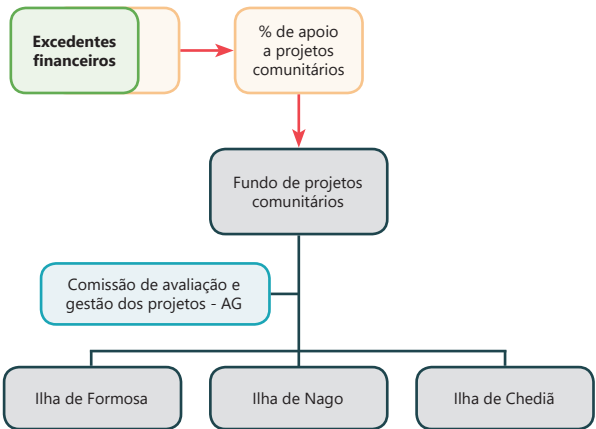 Excedentes
financeiros
% de apoio
a projetos
comunitários
Fundo de projetos
comunitários
Comissão de avaliação e
gestão dos projetos - AG
Ilha de Formosa
Ilha de Nago
Ilha de Chediã